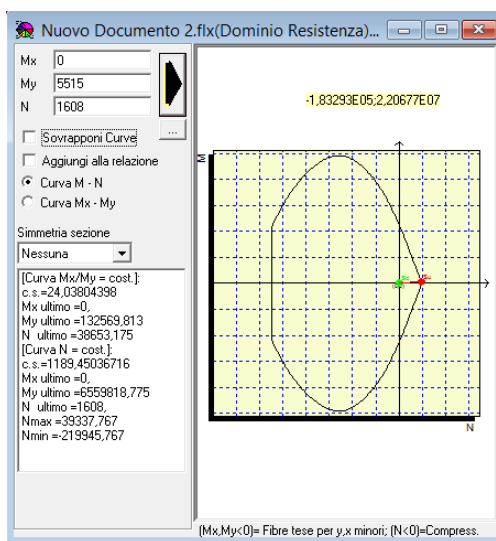 Nuovo Documento 2.flx(Dominio Resistenza)...
Mx 0
My 5515
N 1608
...
Sovrapponi Curve
Aggiungi alla relazione
Curva M - N
Curva Mx - My
Simmetria sezione
Nessuna
[Curva Mx/My = cost.]:
c.s.=24,03804398
Mx ultimo =0,
My ultimo =132569,813
N ultimo =38653,175
[Curva N = cost.]:
c.s.=1189,45036716
Mx ultimo =0,
My ultimo =6559818,775
N ultimo =1608,
Nmax =39337,767
Nmin =-219945,767
-1,83293E05;2,20677E07
M
N
(Mx,My<0)= Fibre tese per y,x minori; (N<0)=Compress.